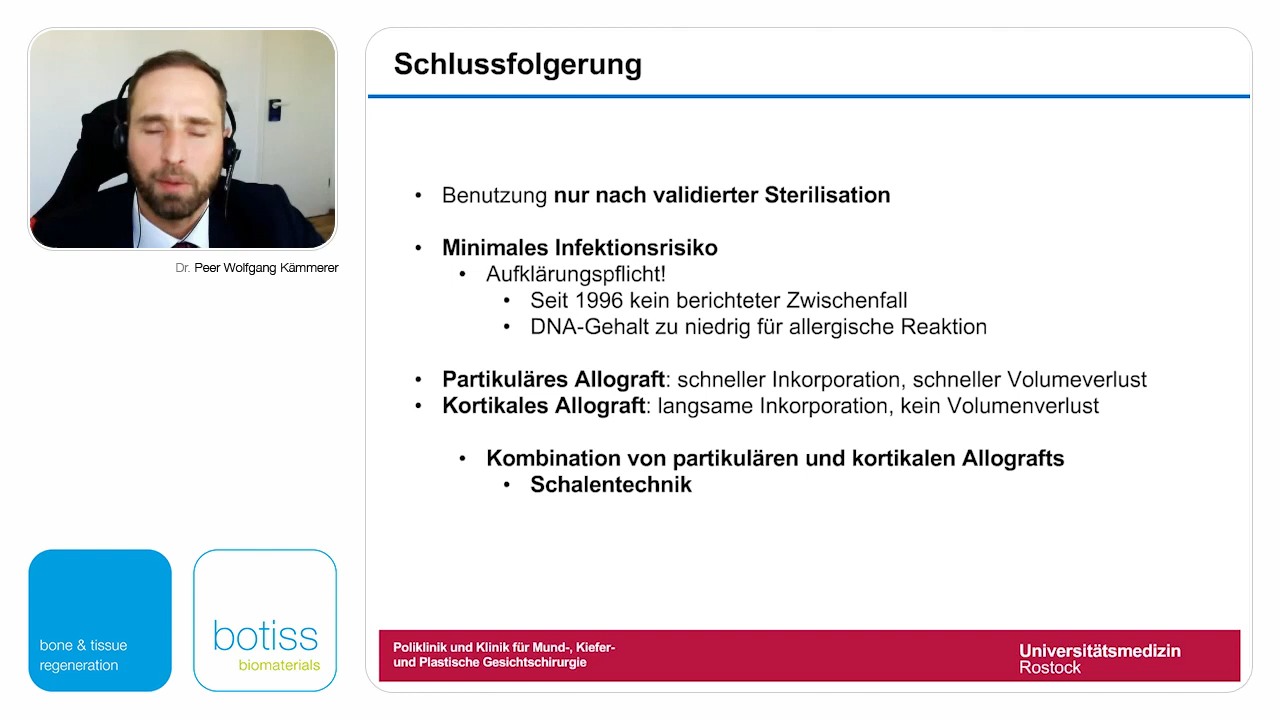 Schlussfolgerung
Dr. Peer Wolfgang Kämmerer
• Benutzung nur nach validierter Sterilisation
• Minimales Infektionsrisiko
• Aufklärungspflicht!
• Seit 1996 kein berichteter Zwischenfall
• DNA-Gehalt zu niedrig für allergische Reaktion
• Partikuläres Allograft: schneller Inkorporation, schneller Volumeverlust
• Kortikales Allograft: langsame Inkorporation, kein Volumenverlust
• Kombination von partikulären und kortikalen Allografts
• Schalentechnik
bone & tissue
regeneration
botiss
biomaterials
Poliklinik und Klinik für Mund-, Kiefer-
und Plastische Gesichtschirurgie
Universitätsmedizin
Rostock